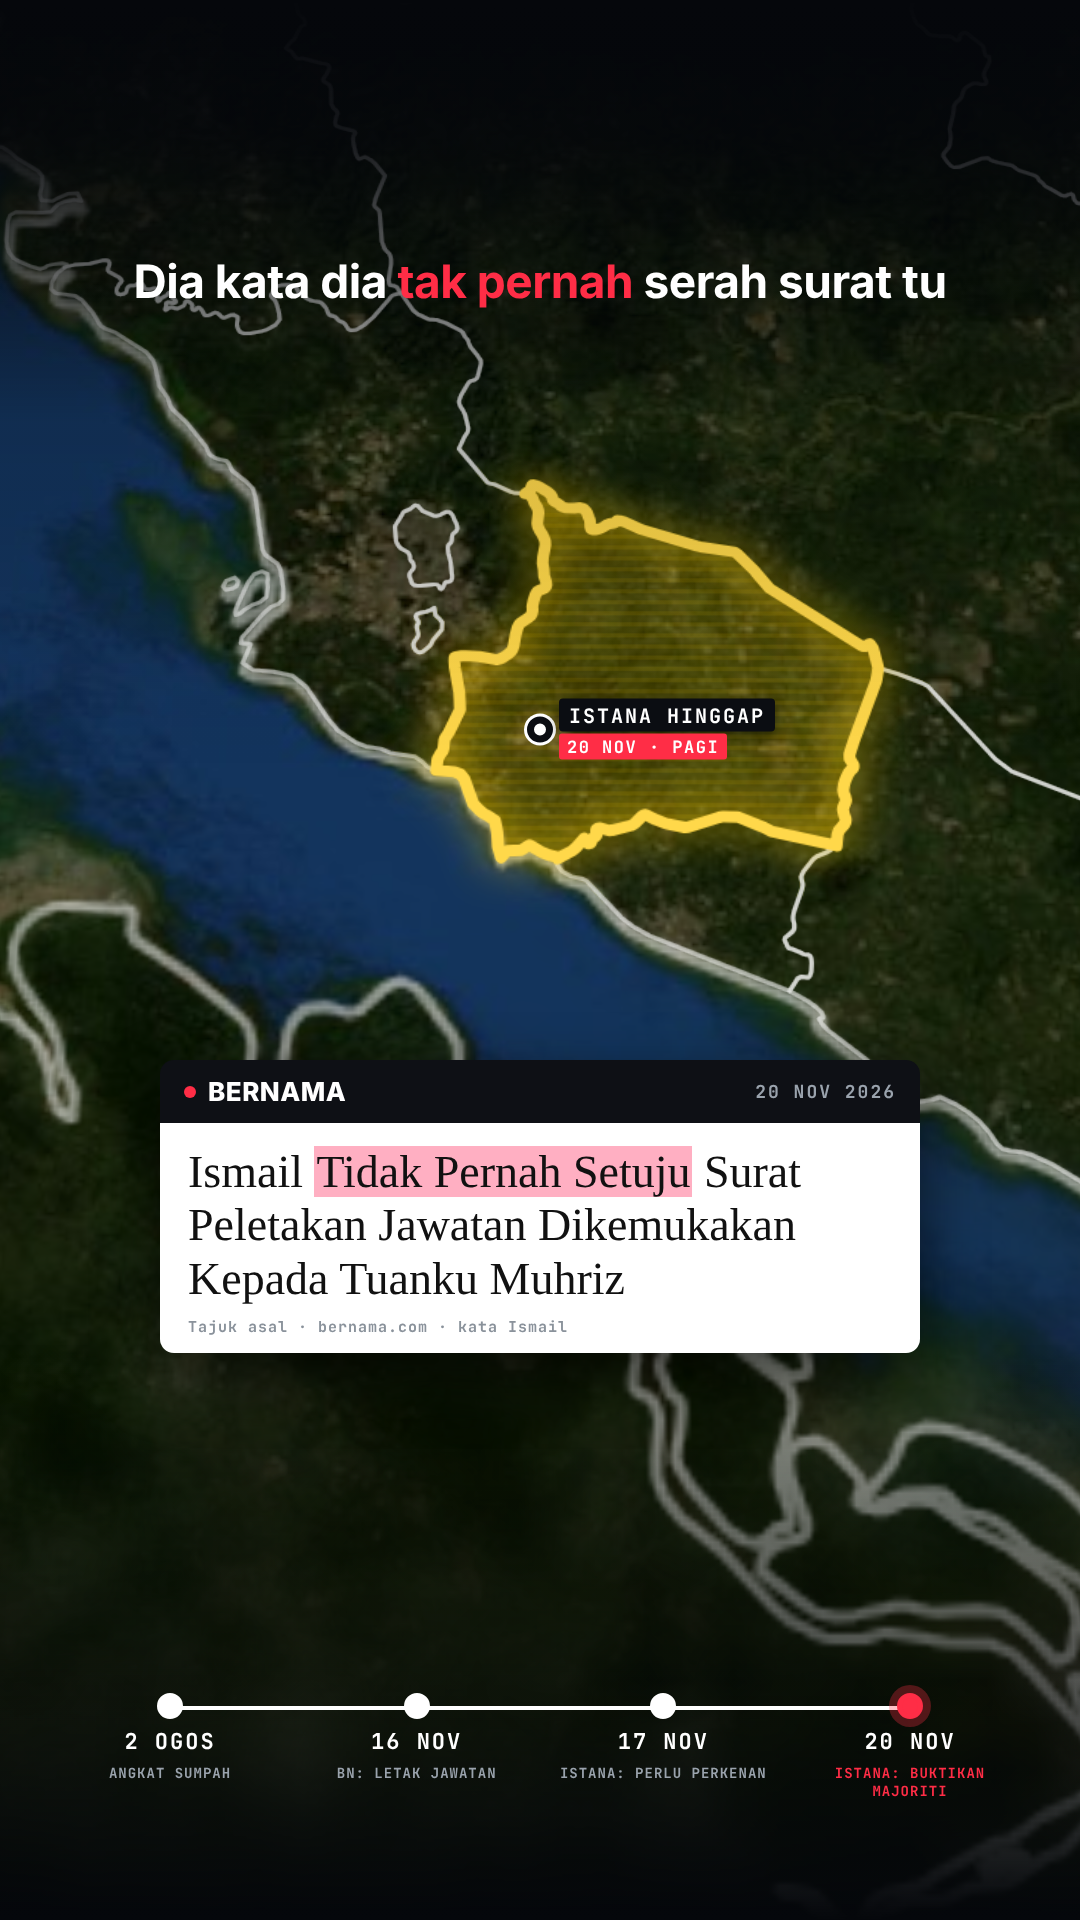 Dia kata dia tak pernah serah surat tu
ISTANA HINGGAP
20 NOV · PAGI
BERNAMA
20 NOV 2026
Ismail Tidak Pernah Setuju Surat
Peletakan Jawatan Dikemukakan
Kepada Tuanku Muhriz
Tajuk asal · bernama.com · kata Ismail
2 OGOS
ANGKAT SUMPAH
16 NOV
BN: LETAK JAWATAN
17 NOV
ISTANA: PERLU PERKENAN
20 NOV
ISTANA: BUKTIKAN
MAJORITI